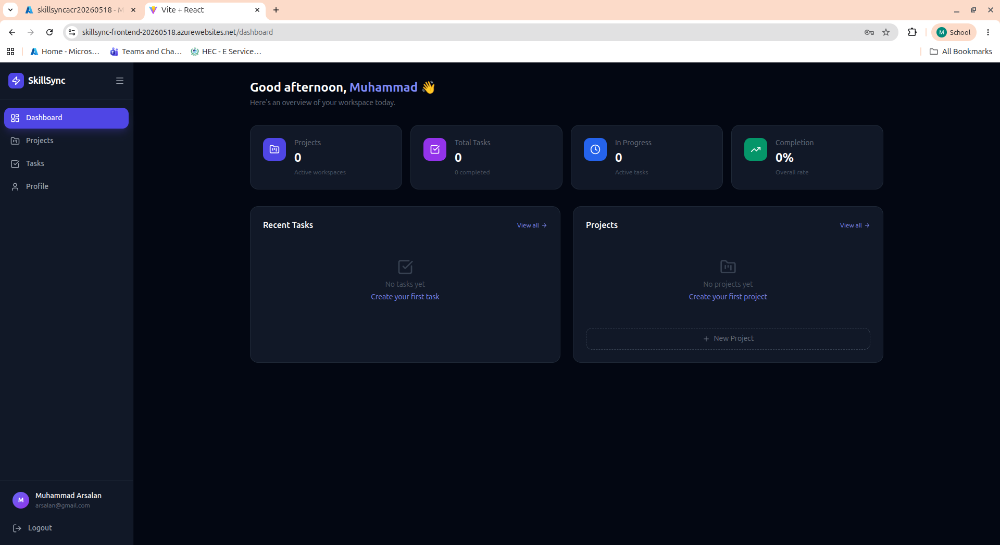 skillsyncacr20260518 - M
Vite + React
skillsync-frontend-20260518.azurewebsites.net/dashboard
M School
Home - Micros...
Teams and Cha...
HEC - E Service...
All Bookmarks
SkillSync
Dashboard
Projects
Tasks
Profile
Good afternoon, Muhammad 👋
Here's an overview of your workspace today.
Projects
0
Active workspaces
Total Tasks
0
0 completed
In Progress
0
Active tasks
Completion
0%
Overall rate
Recent Tasks
View all →
No tasks yet
Create your first task
Projects
View all →
No projects yet
Create your first project
+ New Project
M
Muhammad Arsalan
arsalan@gmail.com
Logout